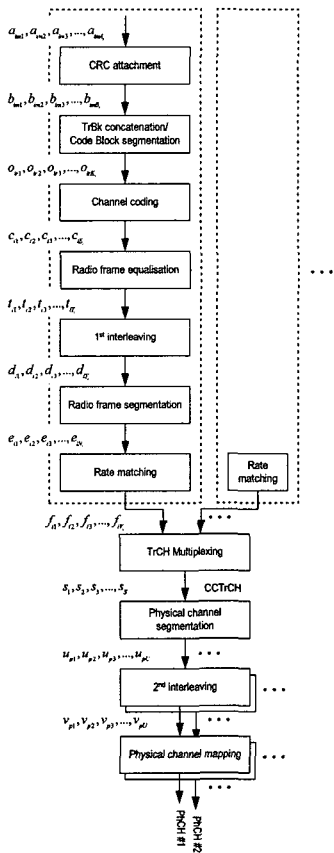 a_im1, a_im2, a_im3, ..., a_imA_i
CRC attachment
b_im1, b_im2, b_im3, ..., b_imB_i
TrBk concatenation/
Code Block segmentation
o_ir1, o_ir2, o_ir3, ..., o_irK_i
Channel coding
c_i1, c_i2, c_i3, ..., c_iE_i
Radio frame equalisation
t_i1, t_i2, t_i3, ..., t_iT_i
1st interleaving
d_i1, d_i2, d_i3, ..., d_iT_i
Radio frame segmentation
e_i1, e_i2, e_i3, ..., e_iN_i
Rate matching
Rate
matching
f_i1, f_i2, f_i3, ..., f_iV_i
TrCH Multiplexing
s_1, s_2, s_3, ..., s_S
CCTrCH
Physical channel
segmentation
u_p1, u_p2, u_p3, ..., u_pU
2nd interleaving
v_p1, v_p2, v_p3, ..., v_pU
Physical channel mapping
PhCH #1
PhCH #2